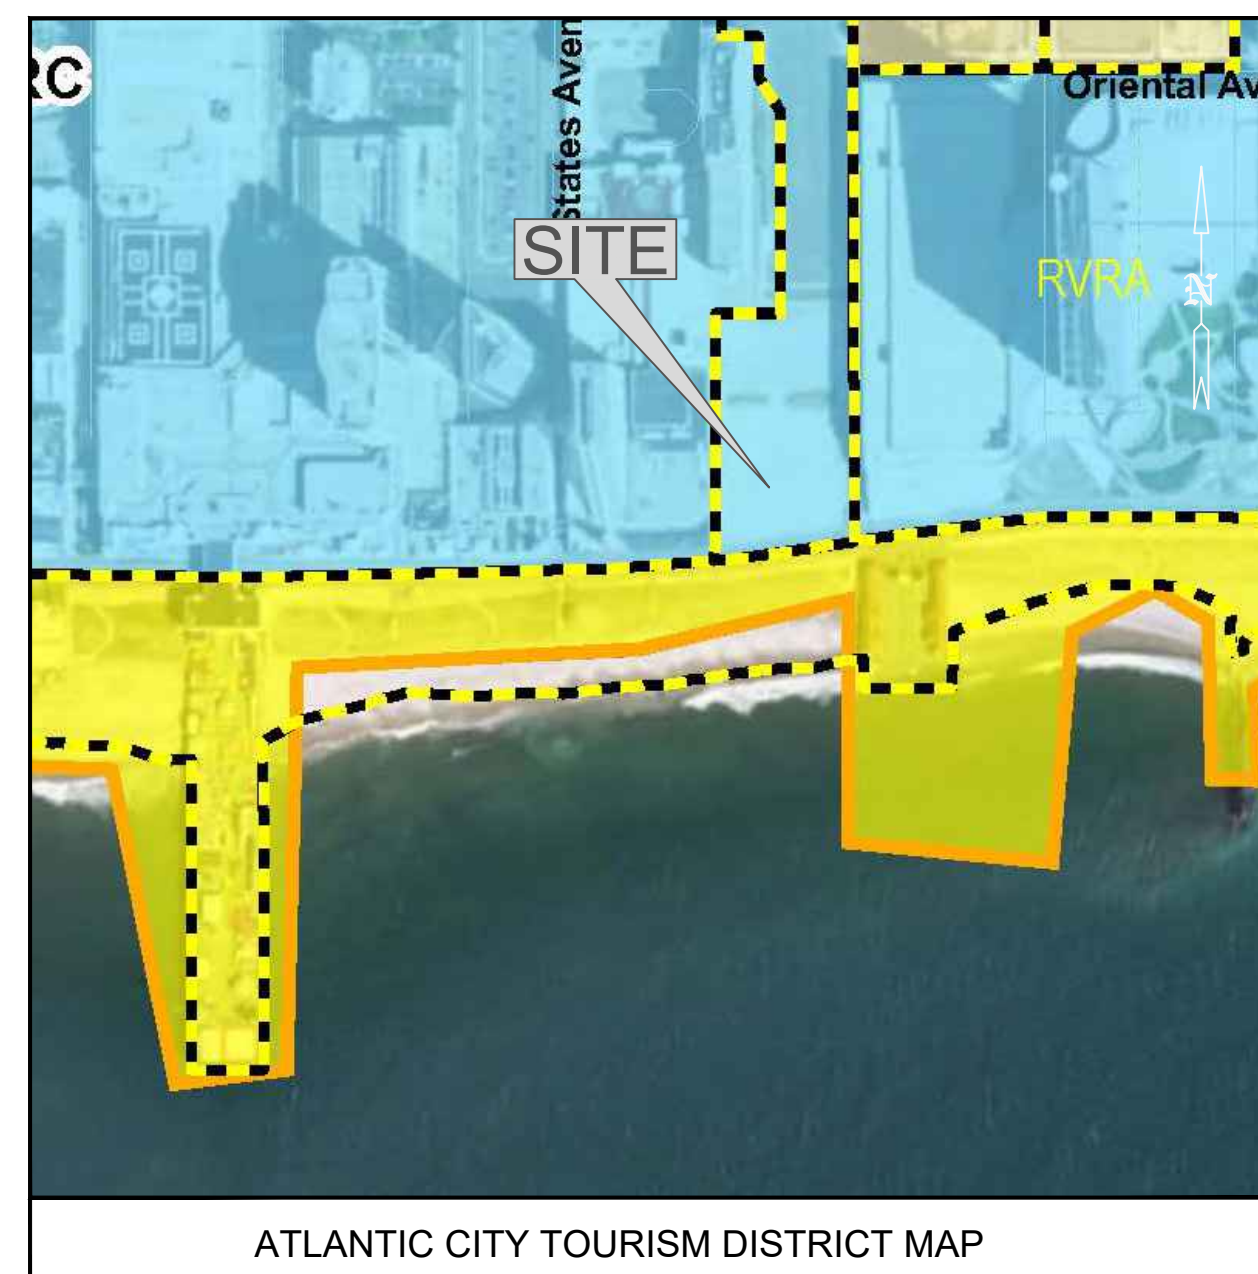 RC
States Aven
Oriental Av
SITE
RVRA
N
ATLANTIC CITY TOURISM DISTRICT MAP